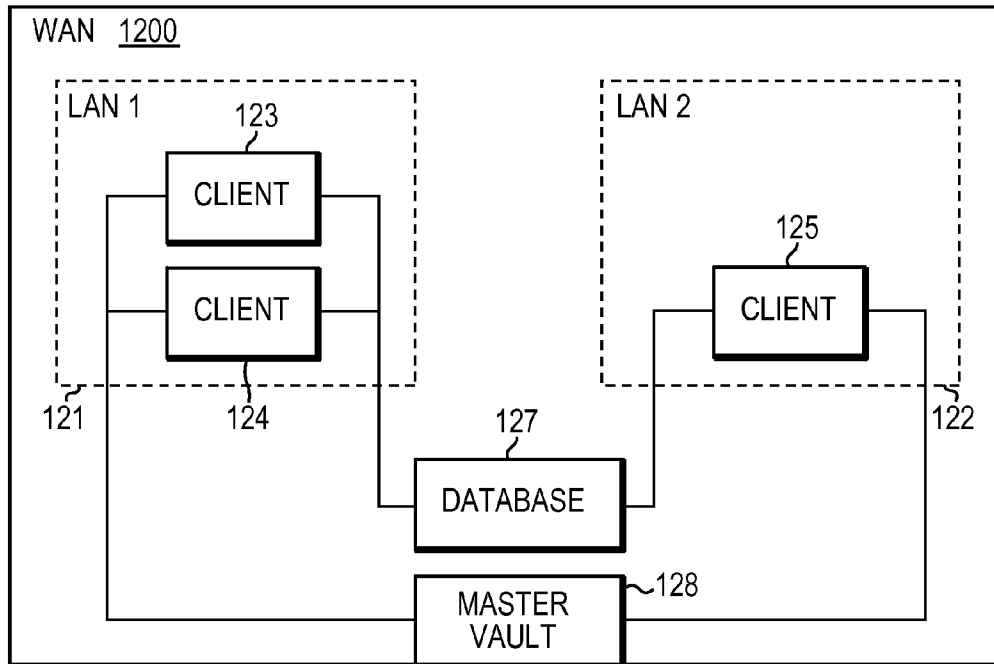 WAN 1200
LAN 1
LAN 2
123
CLIENT
125
CLIENT
CLIENT
121
124
122
127
DATABASE
128
MASTER
VAULT